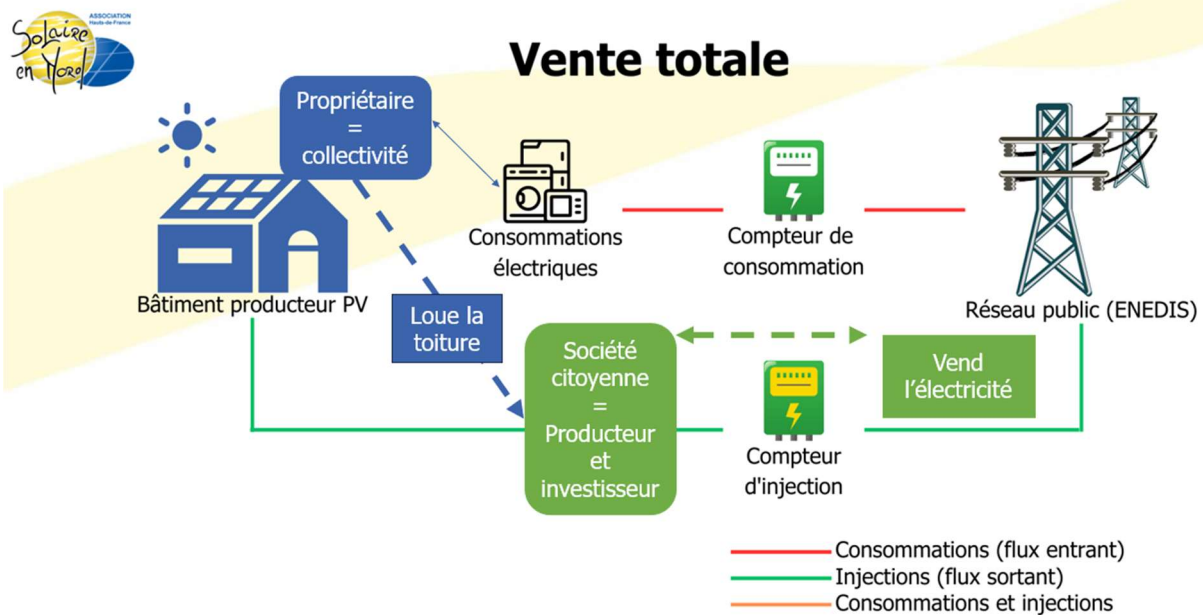 ASSOCIATION
Hauts-de-France
Solaire
en Nord
Vente totale
Propriétaire
=
collectivité
Consommations
électriques
Compteur de
consommation
Bâtiment producteur PV
Réseau public (ENEDIS)
Loue la
toiture
Société
citoyenne
=
Producteur
et
investisseur
Vend
l'électricité
Compteur
d'injection
Consommations (flux entrant)
Injections (flux sortant)
Consommations et injections